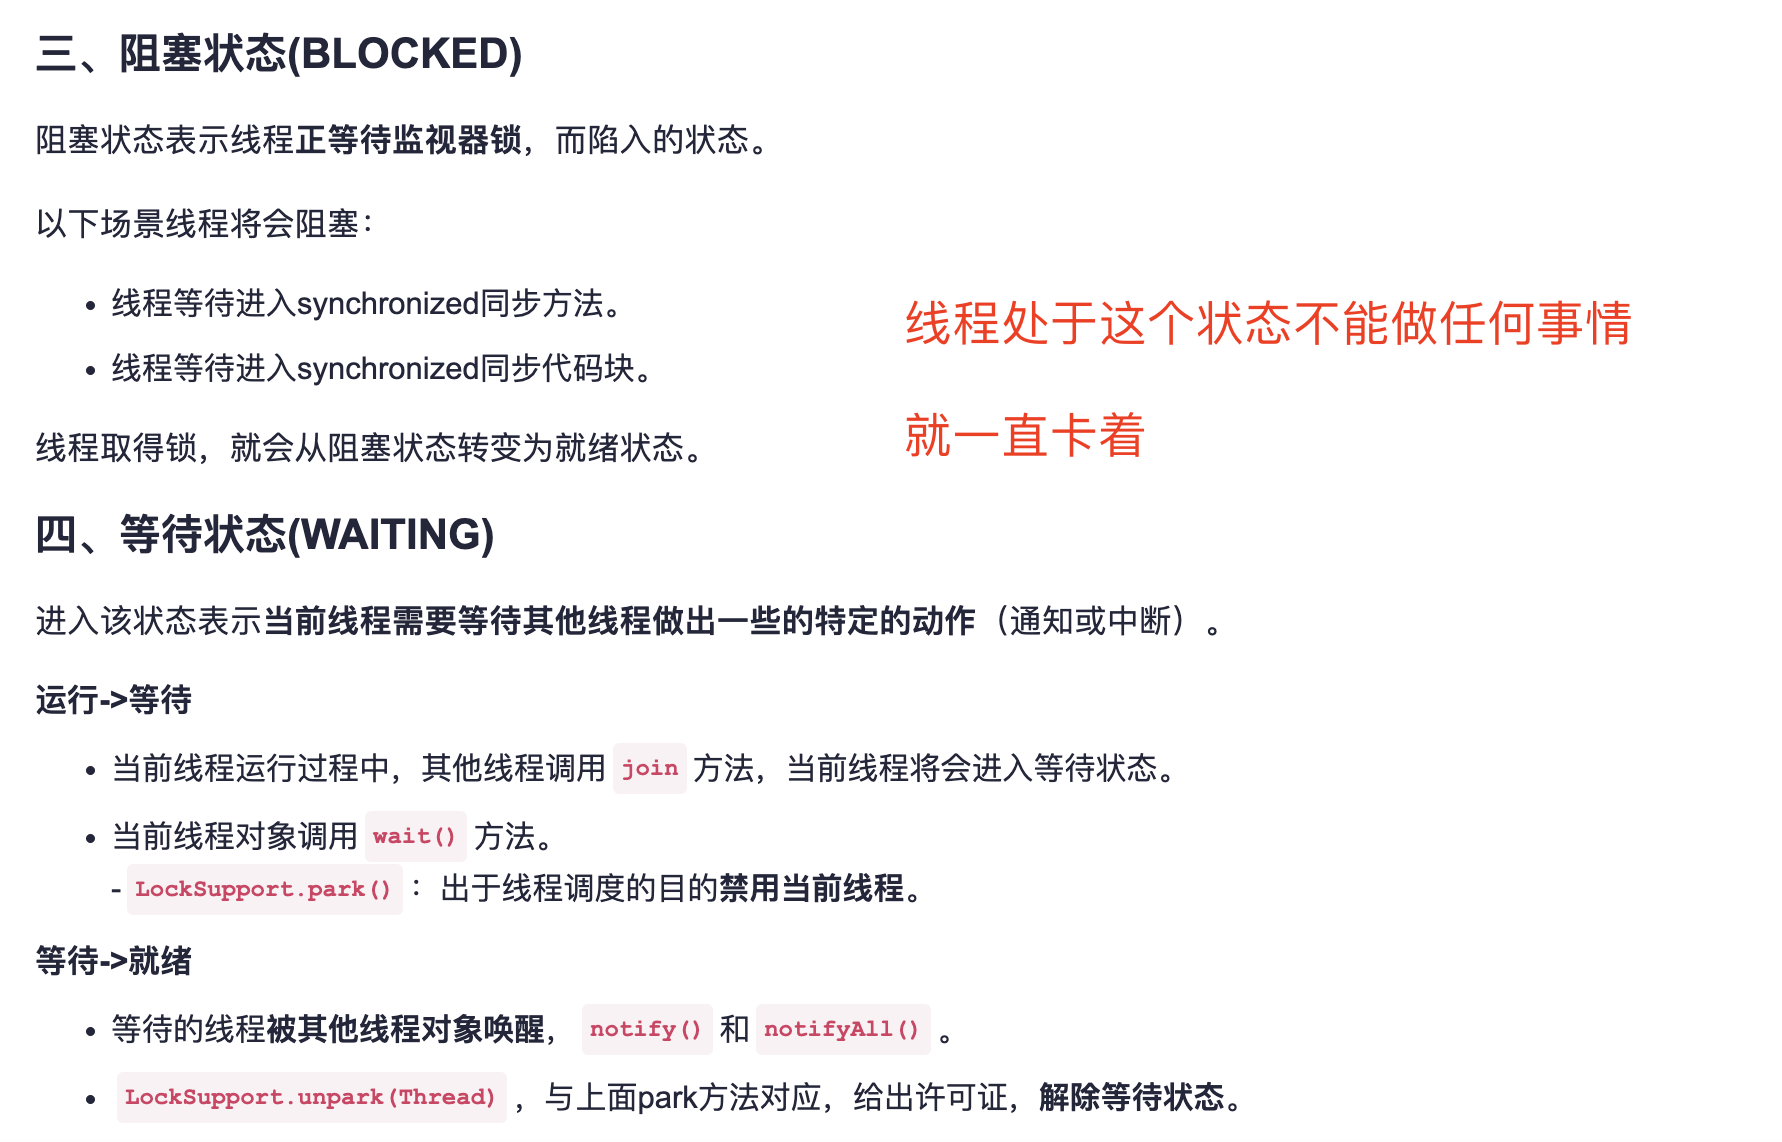 三、阻塞状态(BLOCKED)
阻塞状态表示线程正等待监视器锁，而陷入的状态。
以下场景线程将会阻塞：
• 线程等待进入synchronized同步方法。
• 线程等待进入synchronized同步代码块。
线程取得锁，就会从阻塞状态转变为就绪状态。
线程处于这个状态不能做任何事情
就一直卡着
四、等待状态(WAITING)
进入该状态表示当前线程需要等待其他线程做出一些的特定的动作（通知或中断）。
运行->等待
• 当前线程运行过程中，其他线程调用 join 方法，当前线程将会进入等待状态。
• 当前线程对象调用 wait() 方法。
- LockSupport.park() ：出于线程调度的目的禁用当前线程。
等待->就绪
• 等待的线程被其他线程对象唤醒， notify() 和 notifyAll() 。
• LockSupport.unpark(Thread) ，与上面park方法对应，给出许可证，解除等待状态。